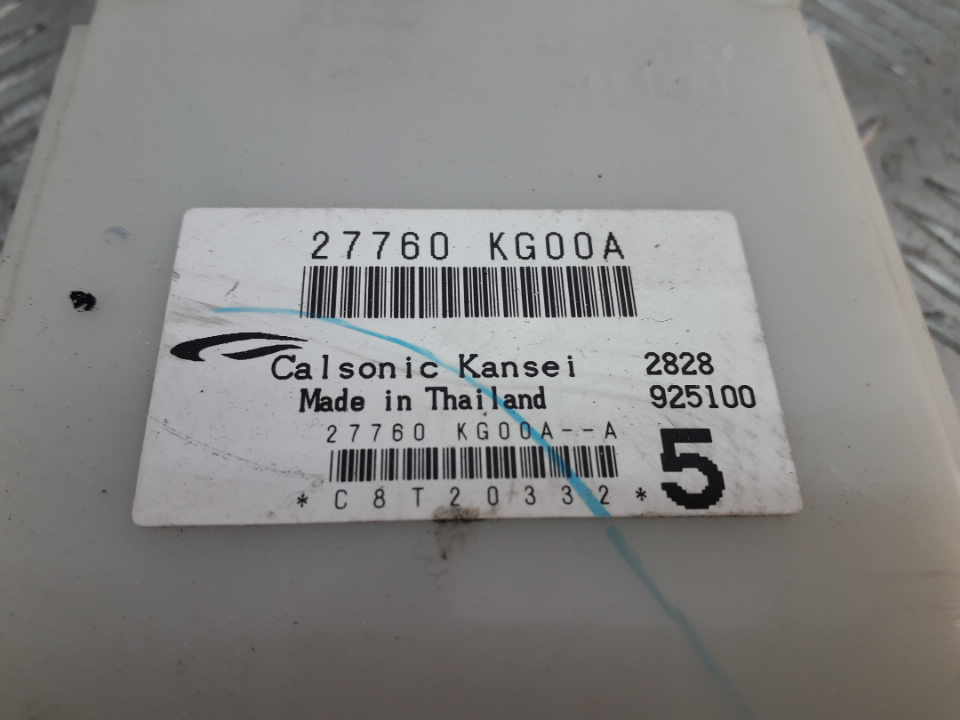 27760 KG00A
Calsonic Kansei 2828
Made in Thailand 925100
27760 KG00A--A
*C8T20332* 5